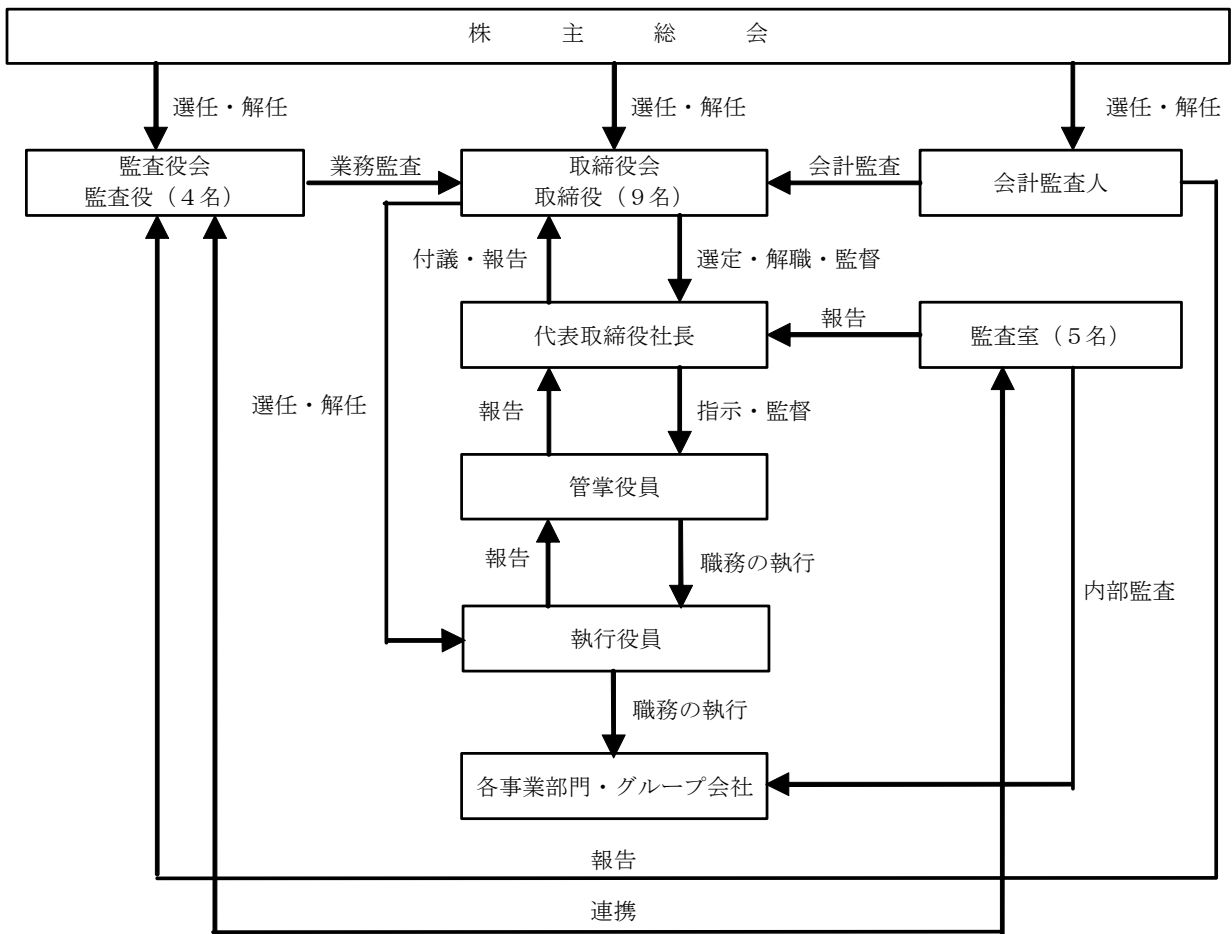 株主総会
選任・解任
選任・解任
選任・解任
監査役会
監査役（４名）
業務監査
取締役会
取締役（９名）
会計監査
会計監査人
付議・報告
選定・解職・監督
代表取締役社長
報告
監査室（５名）
選任・解任
報告
指示・監督
管掌役員
報告
職務の執行
内部監査
執行役員
職務の執行
各事業部門・グループ会社
報告
連携